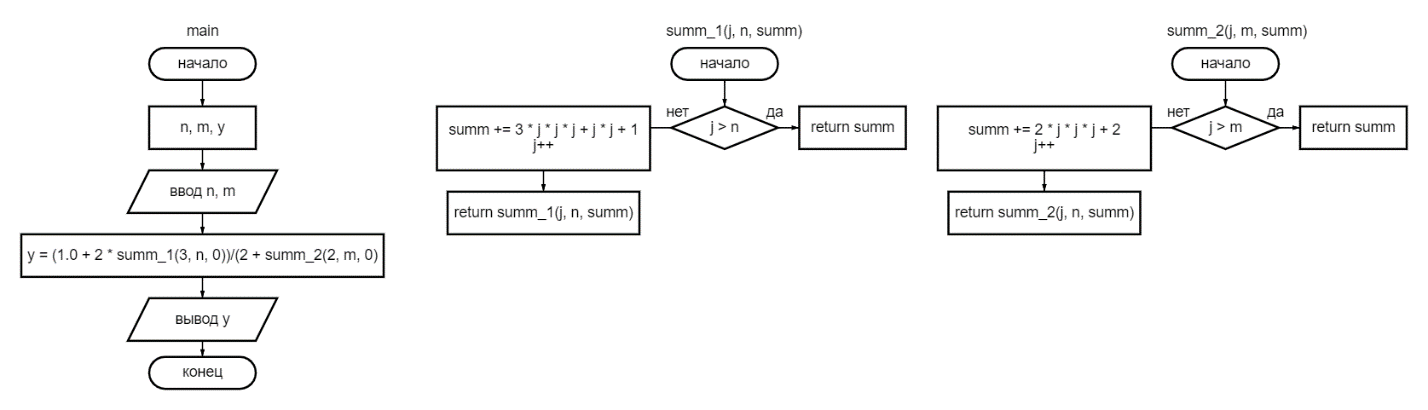 main
начало
n, m, y
ввод n, m
y = (1.0 + 2 * summ_1(3, n, 0))/(2 + summ_2(2, m, 0)
вывод y
конец
summ_1(j, n, summ)
начало
нет
j > n
да
summ += 3 * j * j * j + j * j + 1
j++
return summ
return summ_1(j, n, summ)
summ_2(j, m, summ)
начало
нет
j > m
да
summ += 2 * j * j * j + 2
j++
return summ
return summ_2(j, n, summ)